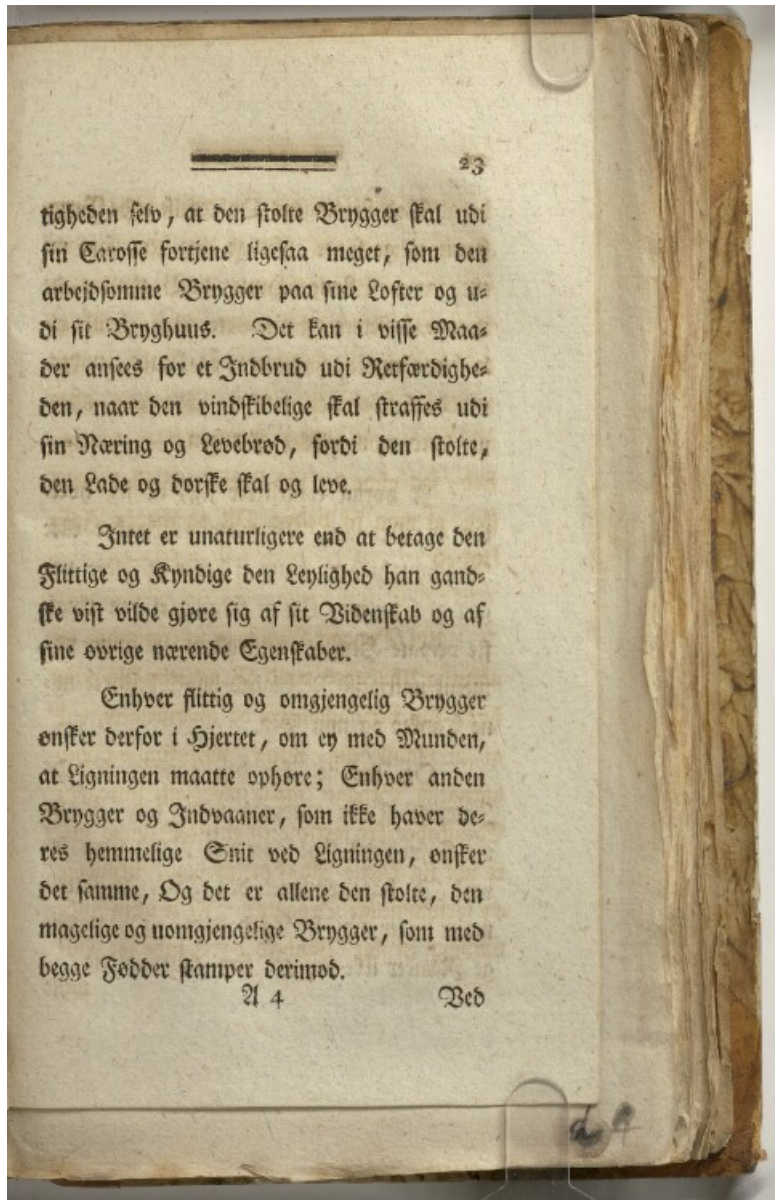 23
tigheden selv, at den stolte Brygger skal udi
sin Carosse fortjene ligesaa meget, som den
arbejdsomme Brygger paa sine Lofter og u-
di sit Bryghuus. Det kan i visse Maa-
der ansees for et Indbrud udi Retfærdighe-
den, naar den vindskibelige skal straffes udi
sin Næring og Levebrød, fordi den stolte,
den Lade og dorske skal og leve.
Intet er unaturligere end at betage den
Flittige og Kyndige den Leylighed han gand-
ske vist vilde gjøre sig af sit Videnskab og af
sine øvrige nærende Egenskaber.
Enhver flittig og omgjengelig Brygger
ønsker derfor i Hjertet, om ey med Munden,
at Ligningen maatte ophøre; Enhver anden
Brygger og Indvaaner, som ikke haver de-
res hemmelige Snit ved Ligningen, ønsker
det samme, Og det er allene den stolte, den
magelige og uomgjengelige Brygger, som med
begge Fødder stamper derimod.
A 4 Ved